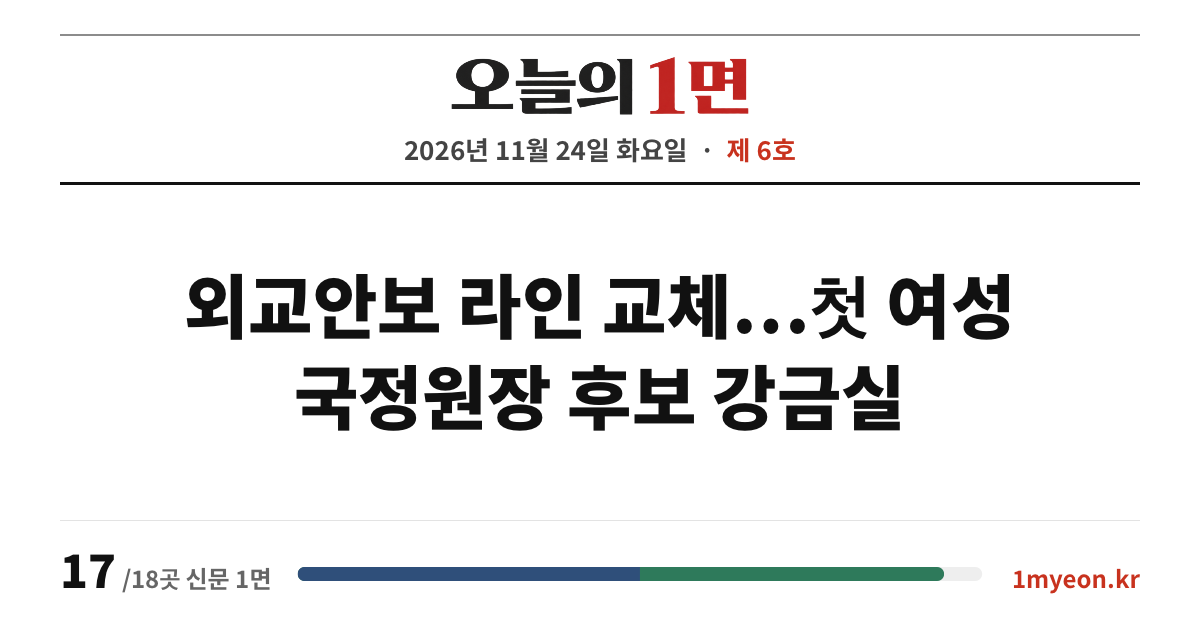 오늘의 1면
2026년 11월 24일 화요일 · 제 6호
외교안보 라인 교체…첫 여성
국정원장 후보 강금실
17 /18곳 신문 1면
1myeon.kr